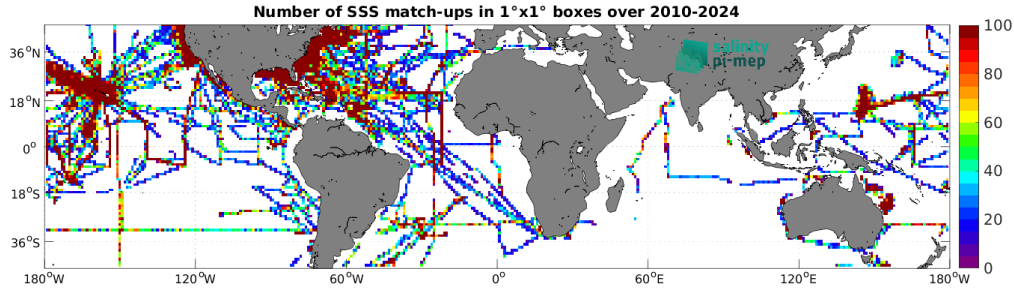 Number of SSS match-ups in 1°x1° boxes over 2010-2024
salinity
pi-mep
36°N
18°N
0°
18°S
36°S
180°W
120°W
60°W
0°
60°E
120°E
180°W
100
80
60
40
20
0